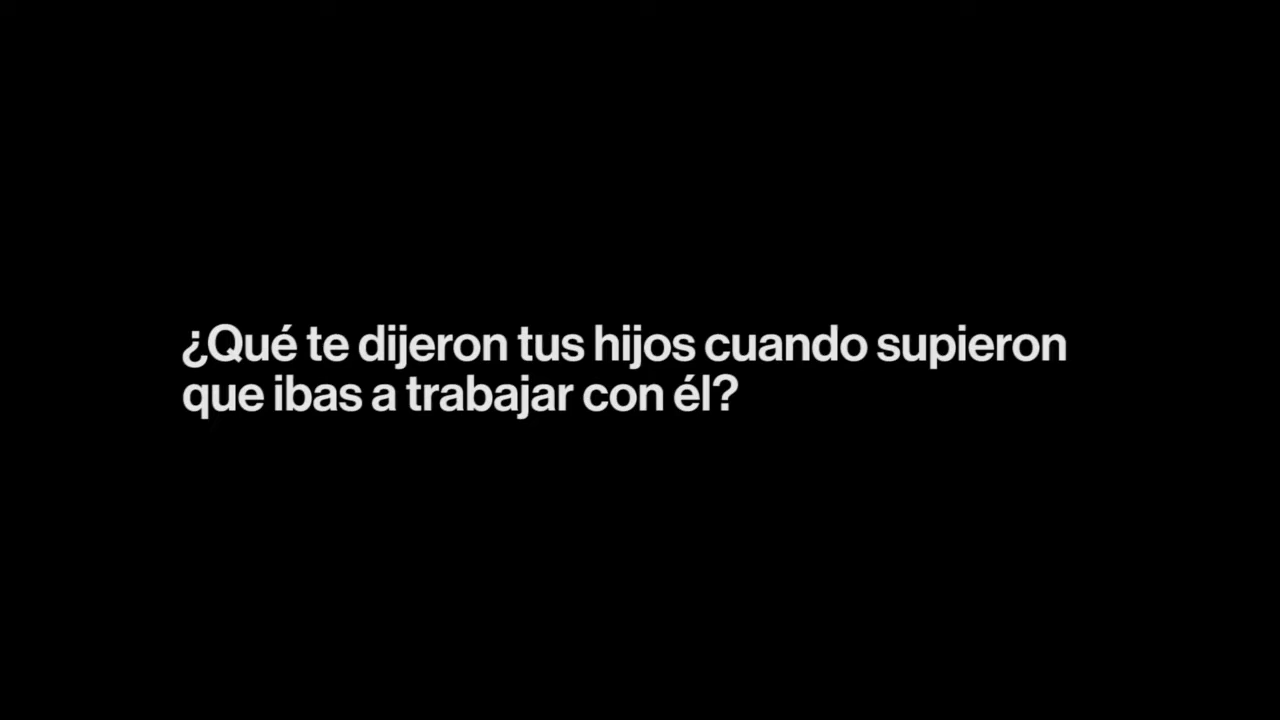 ¿Qué te dijeron tus hijos cuando supieron
que ibas a trabajar con él?